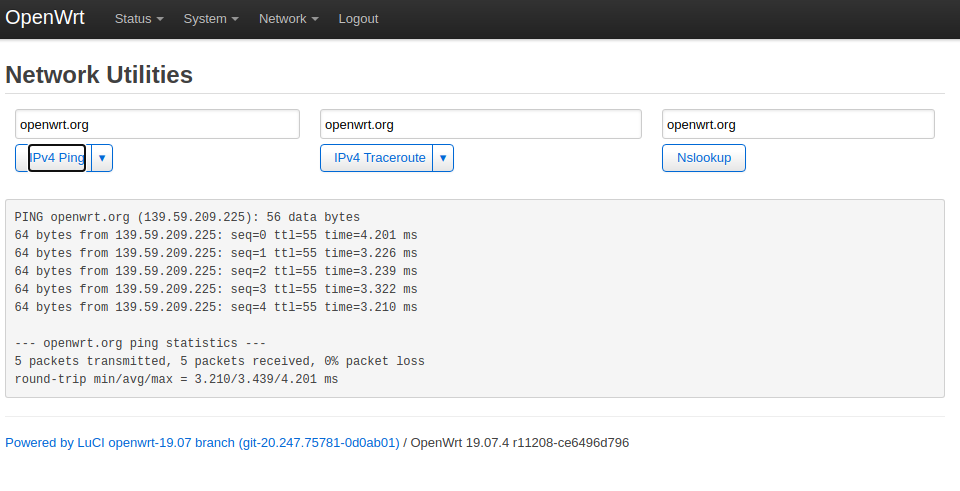 OpenWrt Status System Network Logout
Network Utilities
openwrt.org openwrt.org openwrt.org
IPv4 Ping ▾ IPv4 Traceroute ▾ Nslookup
PING openwrt.org (139.59.209.225): 56 data bytes
64 bytes from 139.59.209.225: seq=0 ttl=55 time=4.201 ms
64 bytes from 139.59.209.225: seq=1 ttl=55 time=3.226 ms
64 bytes from 139.59.209.225: seq=2 ttl=55 time=3.239 ms
64 bytes from 139.59.209.225: seq=3 ttl=55 time=3.322 ms
64 bytes from 139.59.209.225: seq=4 ttl=55 time=3.210 ms
--- openwrt.org ping statistics ---
5 packets transmitted, 5 packets received, 0% packet loss
round-trip min/avg/max = 3.210/3.439/4.201 ms
Powered by LuCI openwrt-19.07 branch (git-20.247.75781-0d0ab01) / OpenWrt 19.07.4 r11208-ce6496d796